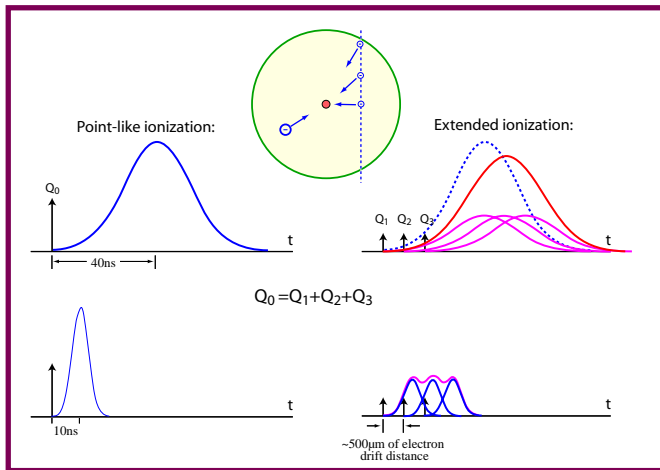 Point-like ionization:
Extended ionization:
Q0
t
40ns
Q1 Q2 Q3
t
Q0 =Q1+Q2+Q3
t
10ns
t
~500µm of electron
drift distance